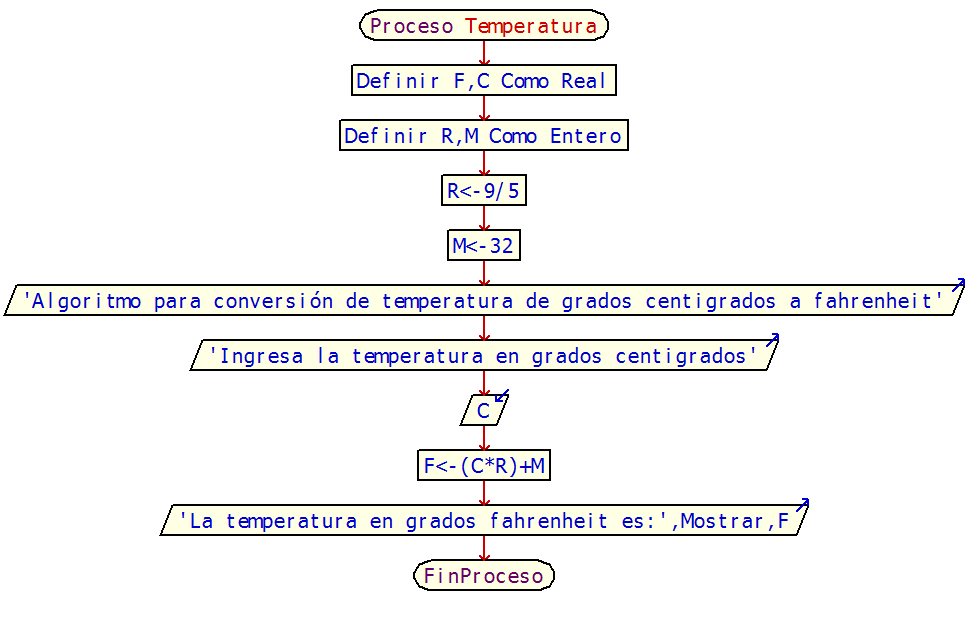 Proceso Temperatura
Definir F,C Como Real
Definir R,M Como Entero
R<-9/5
M<-32
'Algoritmo para conversión de temperatura de grados centigrados a fahrenheit'
'Ingresa la temperatura en grados centigrados'
C
F<-(C*R)+M
'La temperatura en grados fahrenheit es:',Mostrar,F
FinProceso